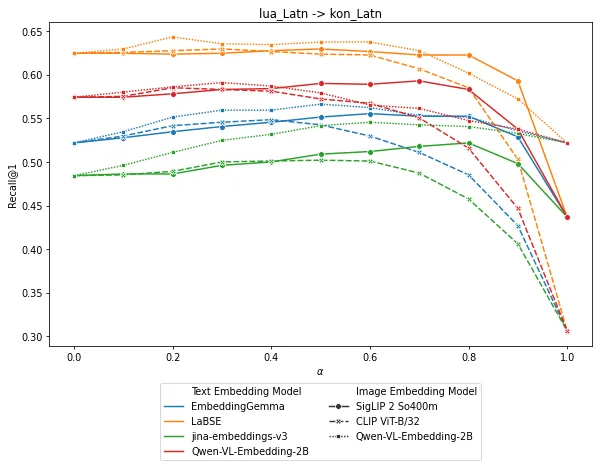 lua_Latn -> kon_Latn
Recall@1
0.65
0.60
0.55
0.50
0.45
0.40
0.35
0.30
0.0
0.2
0.4
0.6
0.8
1.0
α
Text Embedding Model
EmbeddingGemma
LaBSE
jina-embeddings-v3
Qwen-VL-Embedding-2B
Image Embedding Model
SigLIP 2 So400m
CLIP ViT-B/32
Qwen-VL-Embedding-2B